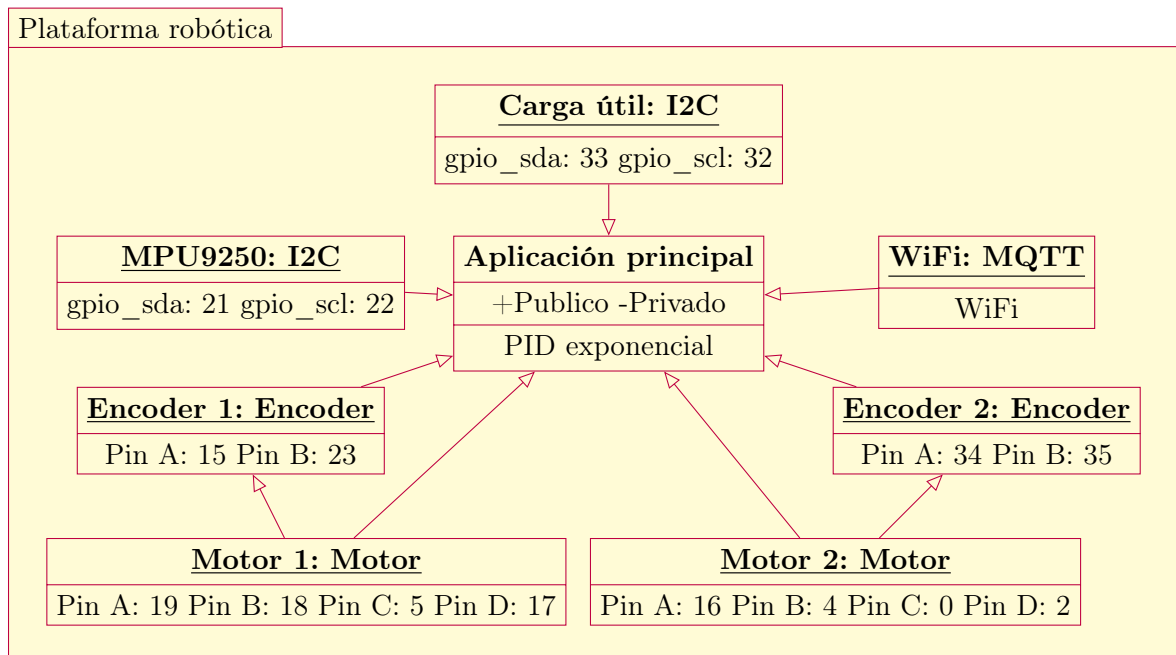 Plataforma robótica
Carga útil: I2C
gpio_sda: 33 gpio_scl: 32
MPU9250: I2C
gpio_sda: 21 gpio_scl: 22
Aplicación principal
+Publico -Privado
PID exponencial
WiFi: MQTT
WiFi
Encoder 1: Encoder
Pin A: 15 Pin B: 23
Encoder 2: Encoder
Pin A: 34 Pin B: 35
Motor 1: Motor
Pin A: 19 Pin B: 18 Pin C: 5 Pin D: 17
Motor 2: Motor
Pin A: 16 Pin B: 4 Pin C: 0 Pin D: 2